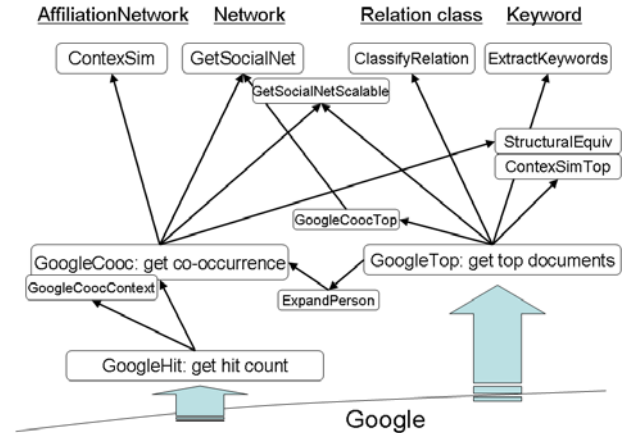 AffiliationNetwork Network Relation class Keyword
ContexSim GetSocialNet ClassifyRelation ExtractKeywords
GetSocialNetScalable
StructuralEquiv
ContexSimTop
GoogleCoocTop
GoogleCooc: get co-occurrence GoogleTop: get top documents
GoogleCoocContext
ExpandPerson
GoogleHit: get hit count
Google